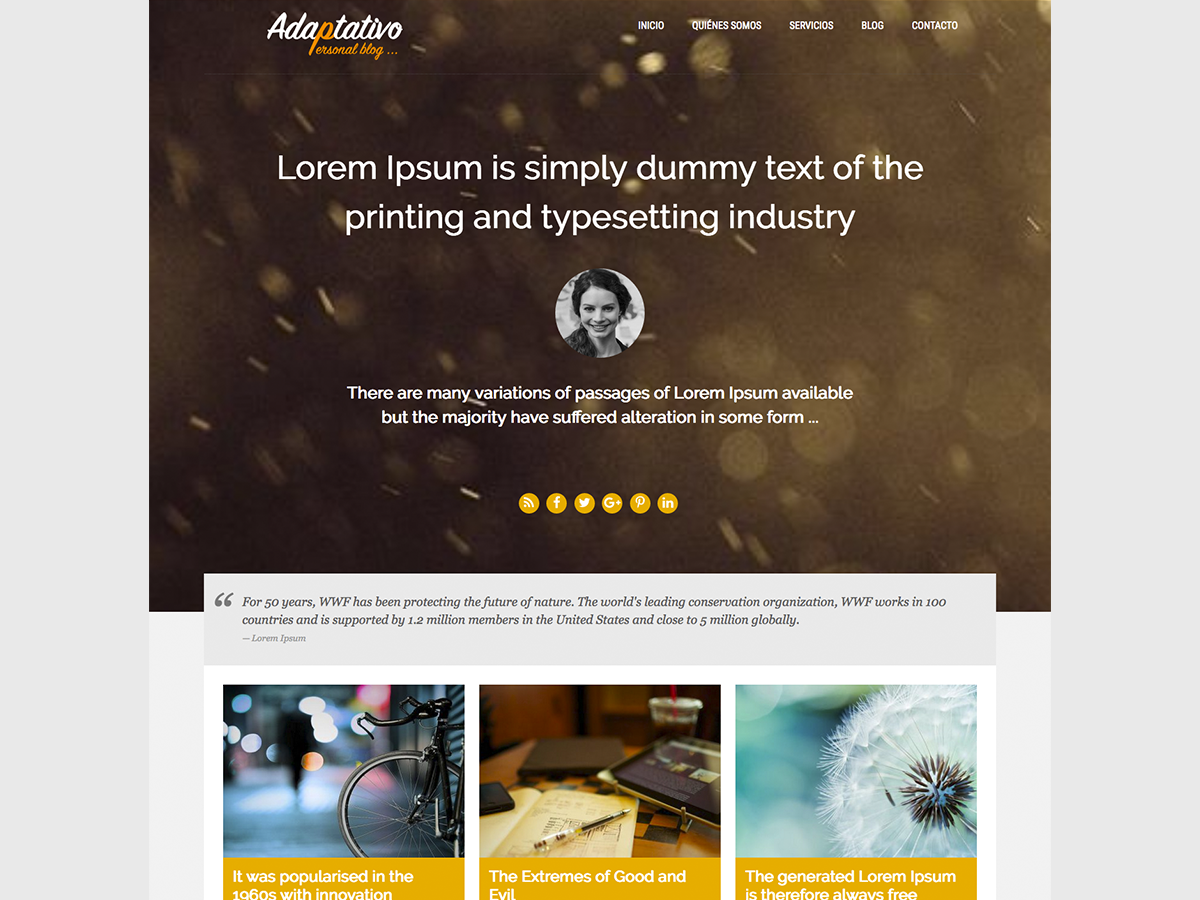 Adaptativo
Personal blog ...
INICIO QUIÉNES SOMOS SERVICIOS BLOG CONTACTO
Lorem Ipsum is simply dummy text of the
printing and typesetting industry
There are many variations of passages of Lorem Ipsum available
but the majority have suffered alteration in some form ...
“ For 50 years, WWF has been protecting the future of nature. The world's leading conservation organization, WWF works in 100
countries and is supported by 1.2 million members in the United States and close to 5 million globally.
— Lorem Ipsum
It was popularised in the
1960s with innovation
The Extremes of Good and
Evil
The generated Lorem Ipsum
is therefore always free